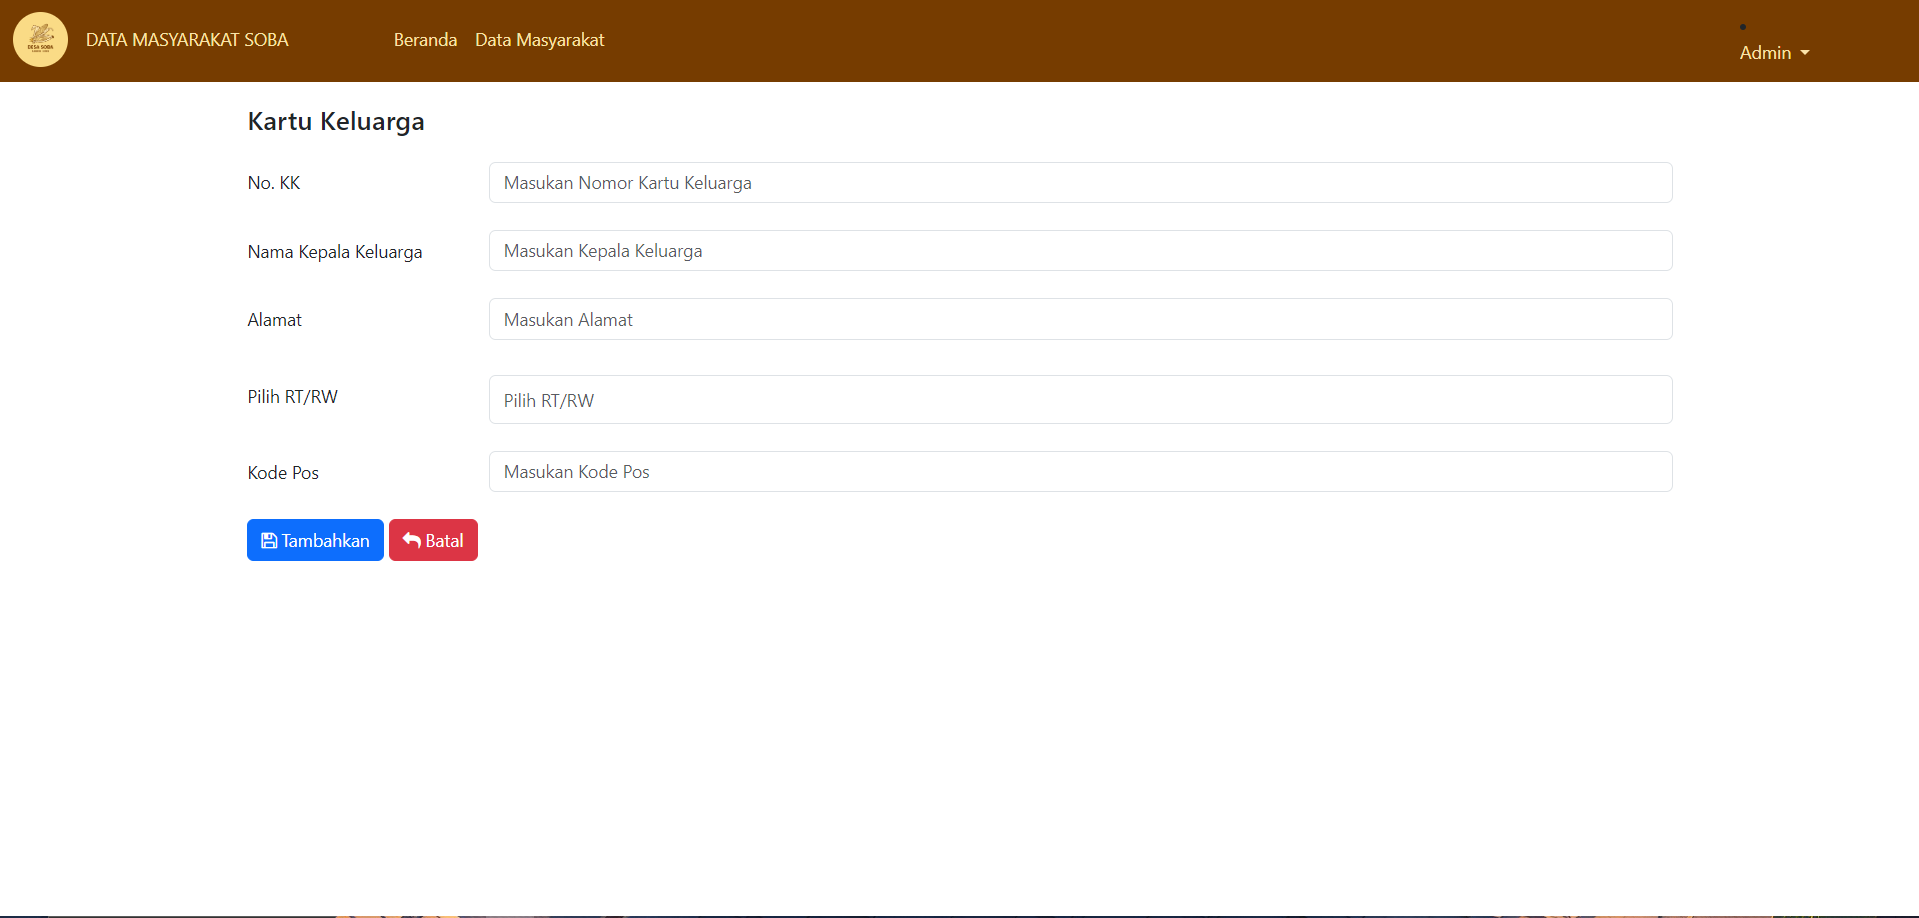 DESA SOBA
DATA MASYARAKAT SOBA
Beranda
Data Masyarakat
Admin
Kartu Keluarga
No. KK
Masukan Nomor Kartu Keluarga
Nama Kepala Keluarga
Masukan Kepala Keluarga
Alamat
Masukan Alamat
Pilih RT/RW
Pilih RT/RW
Kode Pos
Masukan Kode Pos
Tambahkan
Batal